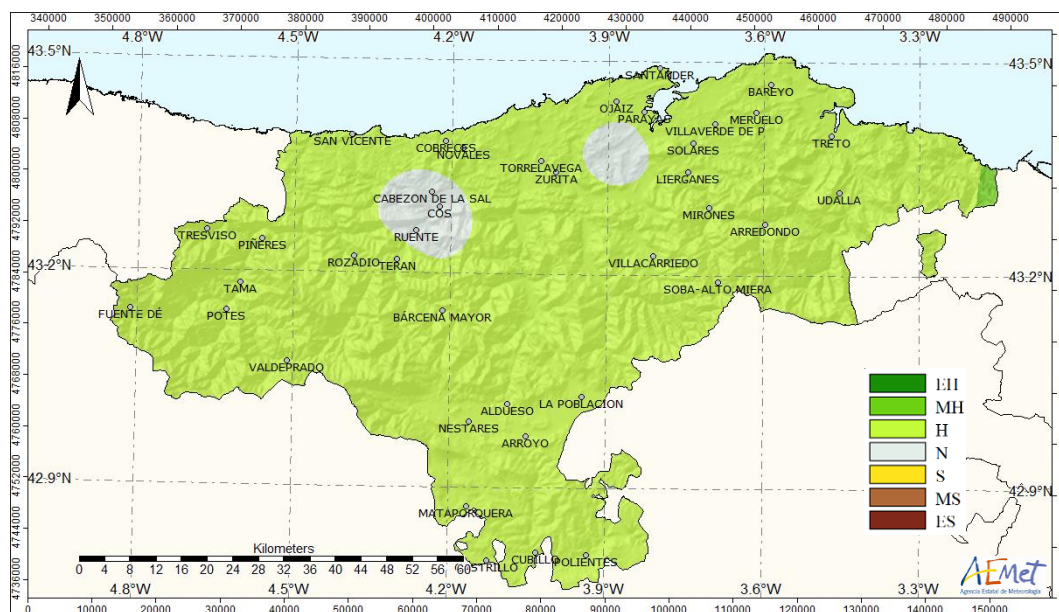 340000 350000 360000 370000 380000 390000 400000 410000 420000 430000 440000 450000 460000 470000 480000 490000
4.8°W 4.5°W 4.2°W 3.9°W 3.6°W 3.3°W
43.5°N 43.5°N
4816000
4808000
4800000
4792000
4784000
4776000
4768000
4760000
4752000
4744000
4736000
SANTANDER
BAREYO
OJAIZ
PARAYAS
MERUELO
VILLAVERDE DE P
SAN VICENTE
COBRECES
NOVALES
SOLARES
TRETO
TORRELAVEGA
ZURITA
LIERGANES
CABEZON DE LA SAL
COS
UDALLA
MIRONES
TRESVISO
PIÑERES
RUENTE
ARREDONDO
ROZADIO
TERAN
VILLACARRIEDO
43.2°N 43.2°N
TAMA
SOBA-ALTO MIERA
FUENTE DÉ
POTES
BÁRCENA MAYOR
VALDEPRADO
ALDUESO
LA POBLACION
NESTARES
ARROYO
42.9°N 42.9°N
MATAPORQUERA
CUBILLO
POLIENTES
EH
MH
H
N
S
MS
ES
Kilometers
0 4 8 12 16 20 24 28 32 36 40 44 48 52 56 60
AEMet
Agencia Estatal de Meteorología
4.8°W 4.5°W 4.2°W 3.9°W 3.6°W 3.3°W
10000 20000 30000 40000 50000 60000 70000 80000 90000 100000 110000 120000 130000 140000 150000